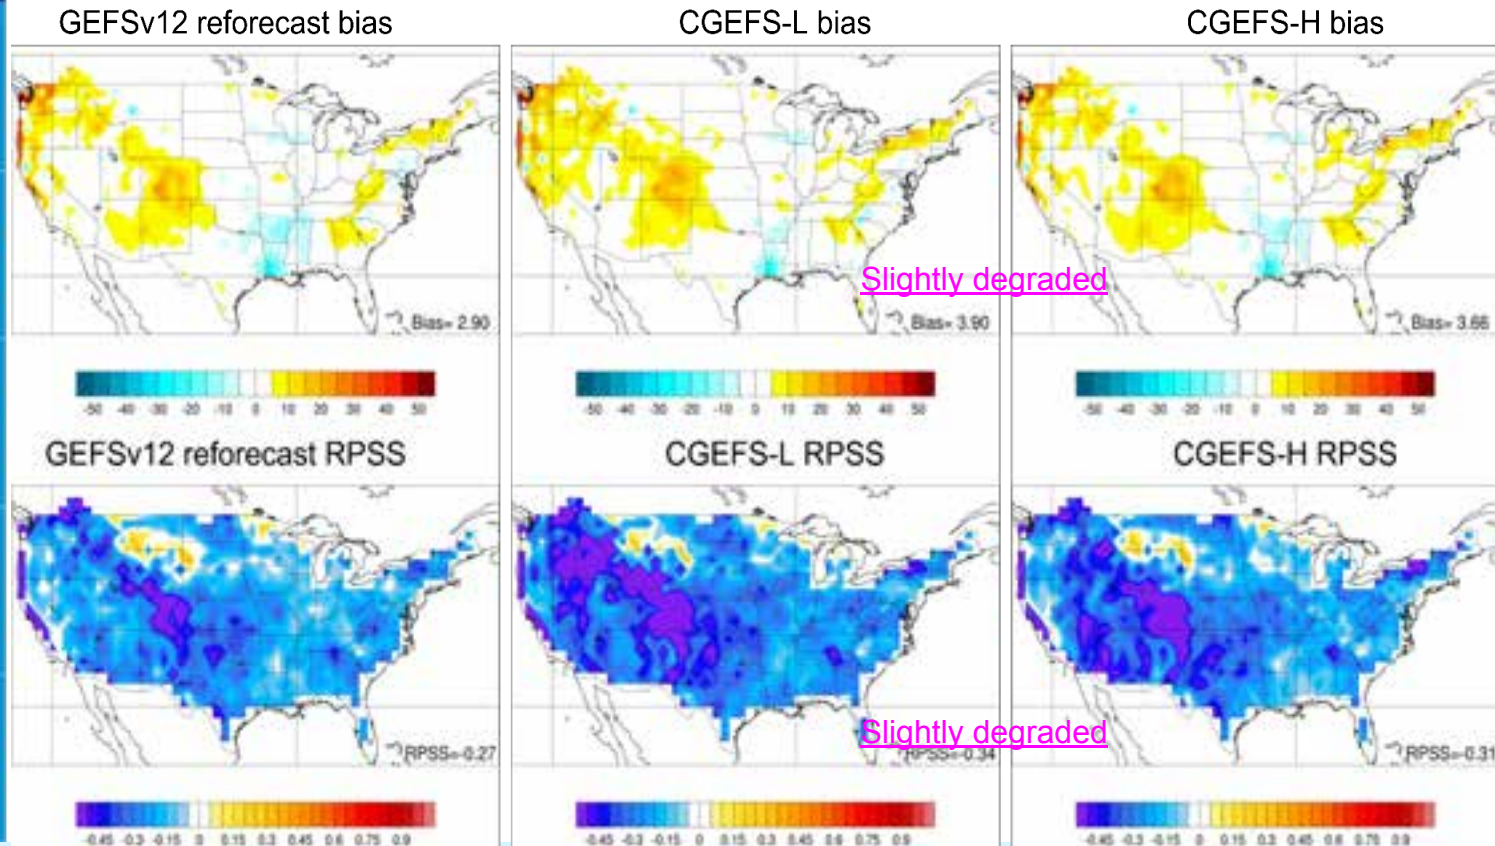 GEFSv12 reforecast bias
CGEFS-L bias
CGEFS-H bias
Slightly degraded
Bias= 2.90
Bias= 3.90
Bias= 3.66
-50 -40 -30 -20 -10 0 10 20 30 40 50
-50 -40 -30 -20 -10 0 10 20 30 40 50
-50 -40 -30 -20 -10 0 10 20 30 40 50
GEFSv12 reforecast RPSS
CGEFS-L RPSS
CGEFS-H RPSS
Slightly degraded
RPSS=-0.27
RPSS=-0.34
RPSS=-0.31
-0.45 -0.3 -0.15 0 0.15 0.3 0.45 0.6 0.75 0.9
-0.45 -0.3 -0.15 0 0.15 0.3 0.45 0.6 0.75 0.9
-0.45 -0.3 -0.15 0 0.15 0.3 0.45 0.6 0.75 0.9